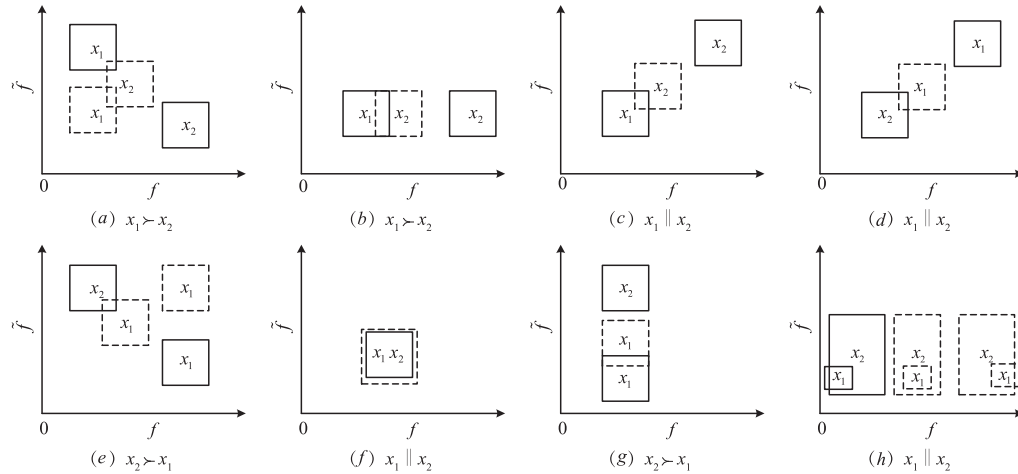 f̃
x₁
x₂
x₁
x₂
0
f
(a) x₁ ≻ x₂
f̃
x₁ x₂ x₂
0
f
(b) x₁ ≻ x₂
f̃
x₂
x₂
x₁
0
f
(c) x₁ ∥ x₂
f̃
x₁
x₁
x₂
0
f
(d) x₁ ∥ x₂
f̃
x₂ x₁
x₁
x₁
0
f
(e) x₂ ≻ x₁
f̃
x₁ x₂
0
f
(f) x₁ ∥ x₂
f̃
x₂
x₁
x₁
0
f
(g) x₂ ≻ x₁
f̃
x₂ x₂ x₂
x₁ x₁ x₁
0
f
(h) x₁ ∥ x₂